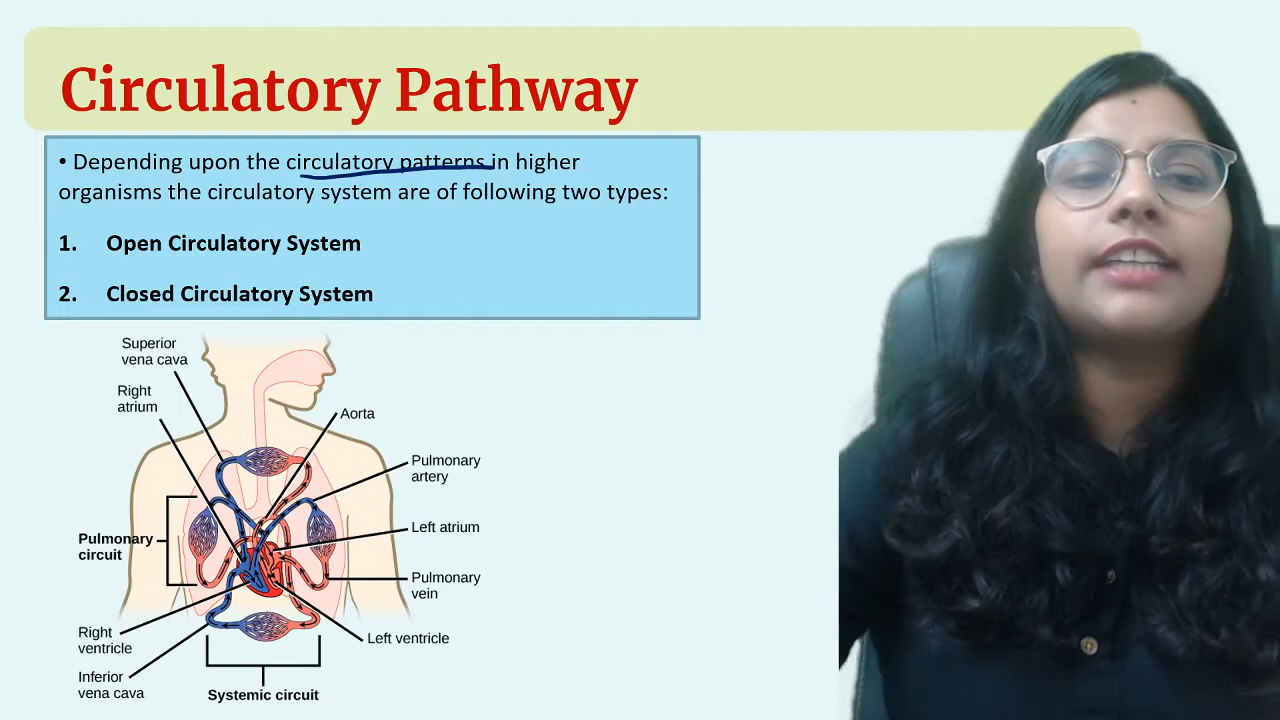 Circulatory Pathway
• Depending upon the circulatory patterns in higher
organisms the circulatory system are of following two types:
1. Open Circulatory System
2. Closed Circulatory System
Superior
vena cava
Right
atrium
Aorta
Pulmonary
artery
Left atrium
Pulmonary
circuit
Pulmonary
vein
Right
ventricle
Left ventricle
Inferior
vena cava
Systemic circuit